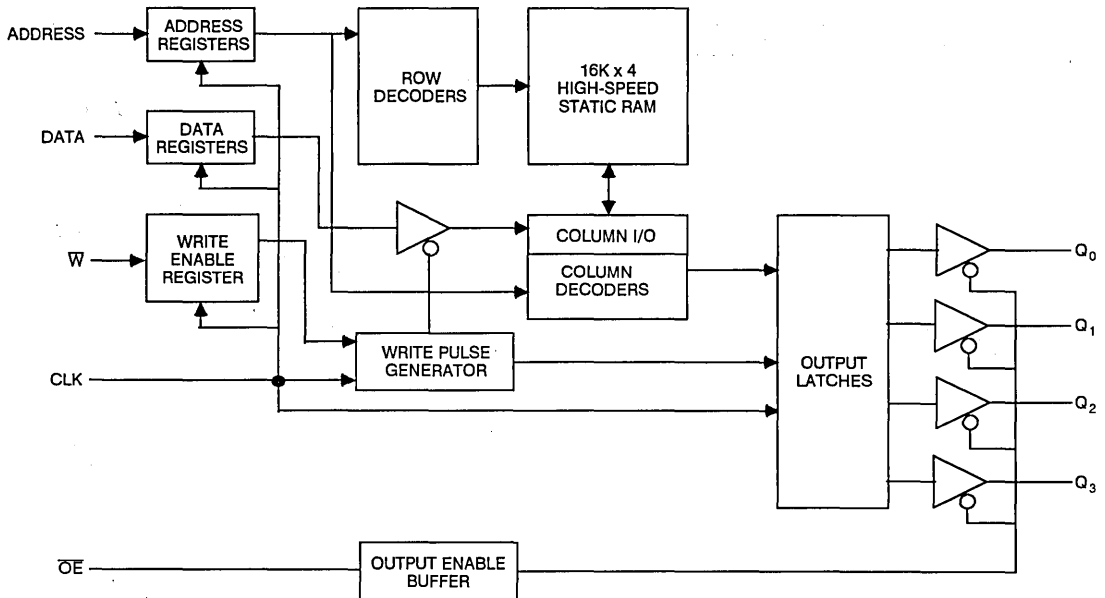 ADDRESS
ADDRESS
REGISTERS
ROW
DECODERS
16K x 4
HIGH-SPEED
STATIC RAM
DATA
DATA
REGISTERS
W̅
WRITE
ENABLE
REGISTER
COLUMN I/O
COLUMN
DECODERS
CLK
WRITE PULSE
GENERATOR
OUTPUT
LATCHES
Q₀
Q₁
Q₂
Q₃
O̅E̅
OUTPUT ENABLE
BUFFER